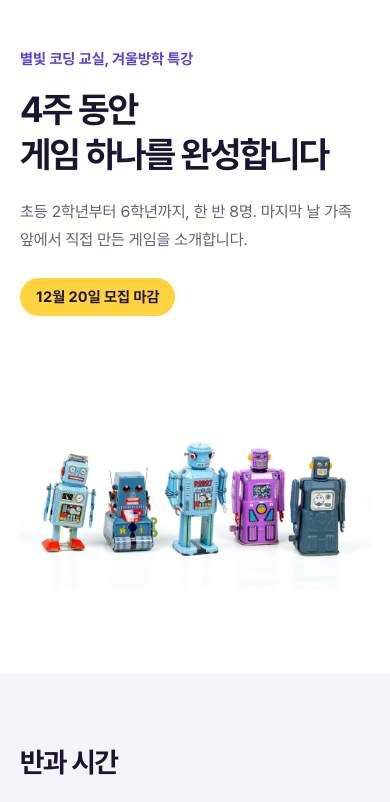 별빛 코딩 교실, 겨울방학 특강
4주 동안
게임 하나를 완성합니다
초등 2학년부터 6학년까지, 한 반 8명. 마지막 날 가족
앞에서 직접 만든 게임을 소개합니다.
12월 20일 모집 마감
ROBOT
반과 시간